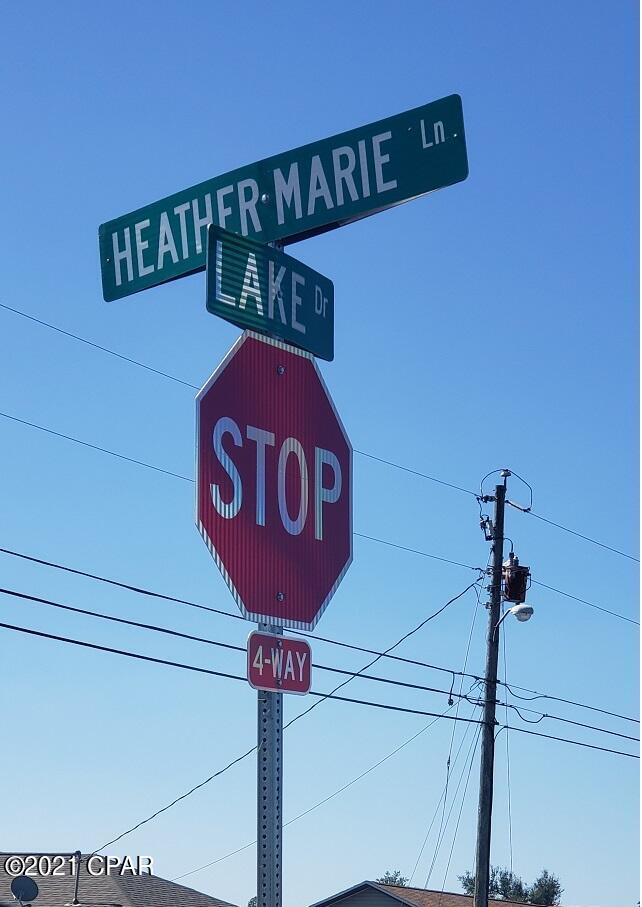 HEATHER MARIE Ln
LAKE Dr
STOP
4-WAY
©2021 CPAR